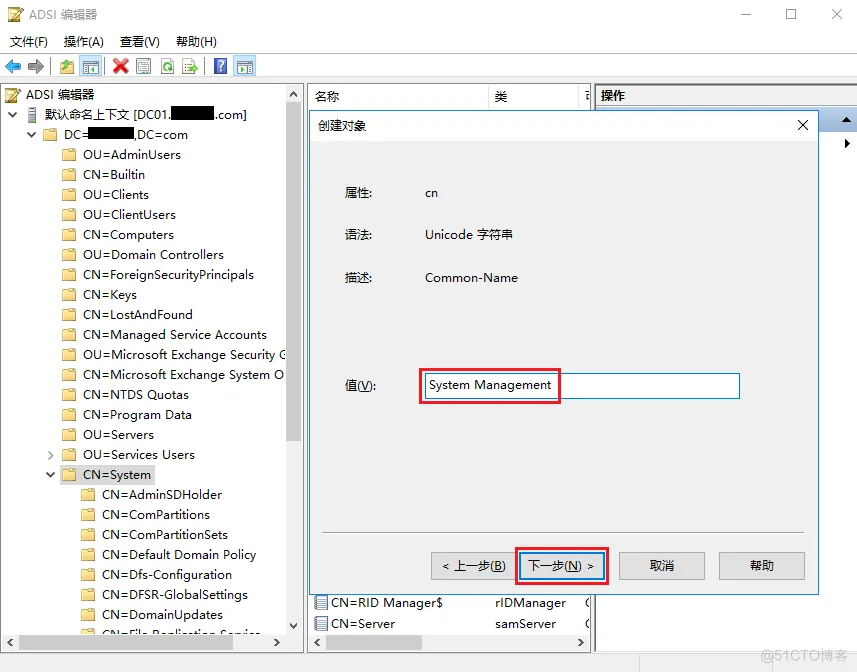 ADSI 编辑器
文件(F) 操作(A) 查看(V) 帮助(H)
ADSI 编辑器
默认命名上下文 [DC01. .com]
DC= ,DC=com
OU=AdminUsers
CN=Builtin
OU=Clients
OU=ClientUsers
CN=Computers
OU=Domain Controllers
CN=ForeignSecurityPrincipals
CN=Keys
CN=LostAndFound
CN=Managed Service Accounts
OU=Microsoft Exchange Security G
CN=Microsoft Exchange System O
CN=NTDS Quotas
CN=Program Data
OU=Servers
OU=Services Users
CN=System
CN=AdminSDHolder
CN=ComPartitions
CN=ComPartitionSets
CN=Default Domain Policy
CN=Dfs-Configuration
CN=DFSR-GlobalSettings
CN=DomainUpdates
CN=File Replication Service
名称 类
操作
创建对象
属性: cn
语法: Unicode 字符串
描述: Common-Name
值(V): System Management
< 上一步(B) 下一步(N) > 取消 帮助
CN=RID Manager$ rIDManager
CN=Server samServer
@51CTO博客